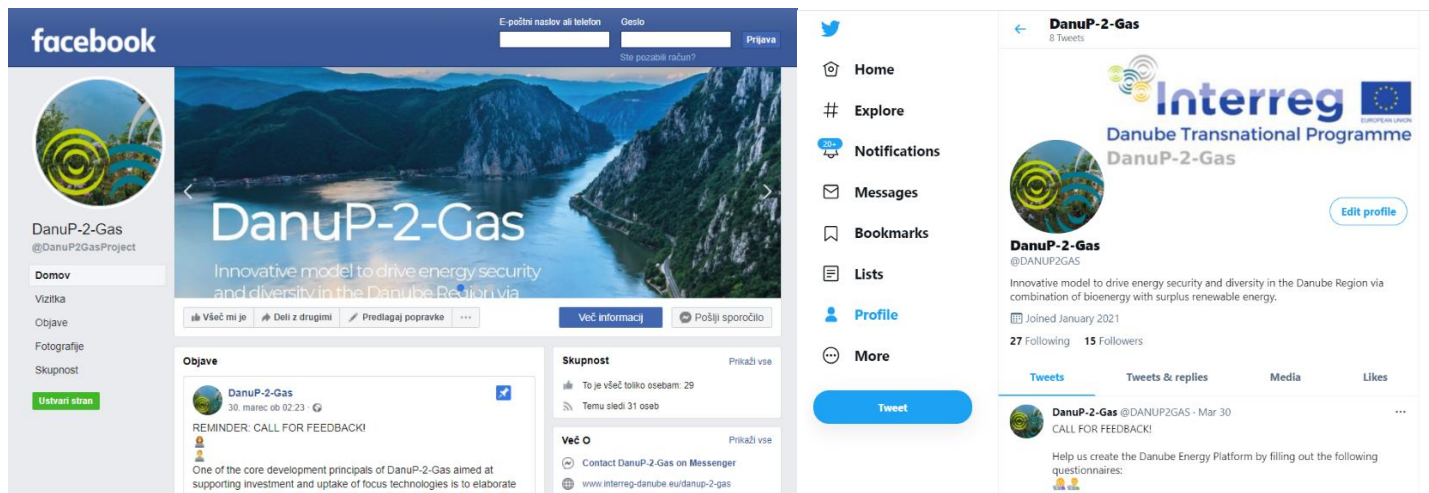 facebook
E-poštni naslov ali telefon
Geslo
Prijava
Ste pozabili račun?
DanuP-2-Gas
@DanuP2GasProject
Domov
Vizitka
Objave
Fotografije
Skupnost
Ustvari stran
DanuP-2-Gas
Innovative model to drive energy security
and diversity in the Danube Region via
Všeč mi je
Deli z drugimi
Predlagaj popravke
Več informacij
Pošlji sporočilo
Objave
DanuP-2-Gas
30. marec ob 02:23 ·
REMINDER: CALL FOR FEEDBACK!
One of the core development principals of DanuP-2-Gas aimed at
supporting investment and uptake of focus technologies is to elaborate
Skupnost
Prikaži vse
To je všeč toliko osebam: 29
Temu sledi 31 oseb
Več O
Prikaži vse
Contact DanuP-2-Gas on Messenger
www.interreg-danube.eu/danup-2-gas
Home
Explore
20+
Notifications
Messages
Bookmarks
Lists
Profile
More
Tweet
DanuP-2-Gas
8 Tweets
Interreg
EUROPEAN UNION
Danube Transnational Programme
DanuP-2-Gas
Edit profile
DanuP-2-Gas
@DANUP2GAS
Innovative model to drive energy security and diversity in the Danube Region via
combination of bioenergy with surplus renewable energy.
Joined January 2021
27 Following 15 Followers
Tweets
Tweets & replies
Media
Likes
DanuP-2-Gas @DANUP2GAS · Mar 30
CALL FOR FEEDBACK!
Help us create the Danube Energy Platform by filling out the following
questionnaires: